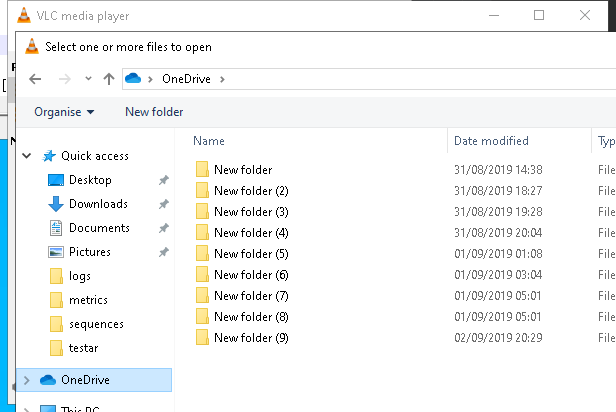 VLC media player
Select one or more files to open
OneDrive
Organise New folder
Name Date modified Typ
Quick access
Desktop
Downloads
Documents
Pictures
logs
metrics
sequences
testar
OneDrive
This PC
New folder 31/08/2019 14:38 File
New folder (2) 31/08/2019 18:27 File
New folder (3) 31/08/2019 19:28 File
New folder (4) 31/08/2019 20:04 File
New folder (5) 01/09/2019 01:08 File
New folder (6) 01/09/2019 03:04 File
New folder (7) 01/09/2019 05:01 File
New folder (8) 01/09/2019 05:01 File
New folder (9) 02/09/2019 20:29 File